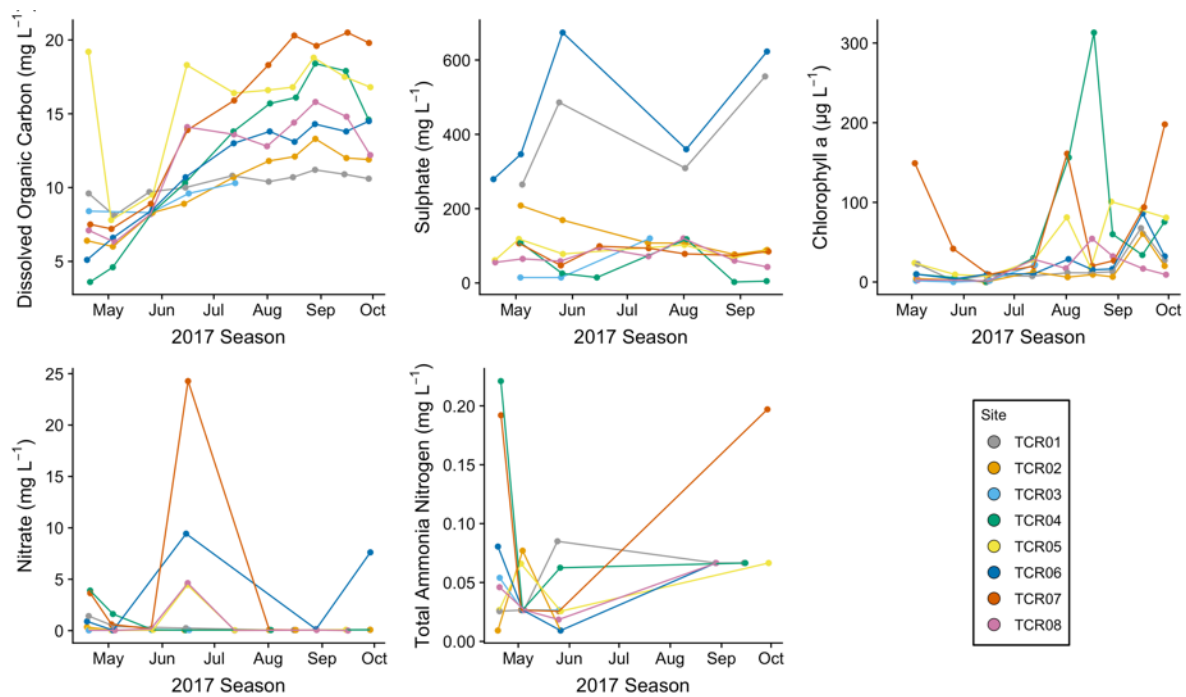 Dissolved Organic Carbon (mg L⁻¹)
20
15
10
5
May Jun Jul Aug Sep Oct
2017 Season
Sulphate (mg L⁻¹)
600
400
200
0
May Jun Jul Aug Sep
2017 Season
Chlorophyll a (µg L⁻¹)
300
200
100
0
May Jun Jul Aug Sep Oct
2017 Season
Nitrate (mg L⁻¹)
25
20
15
10
5
0
May Jun Jul Aug Sep Oct
2017 Season
Total Ammonia Nitrogen (mg L⁻¹)
0.20
0.15
0.10
0.05
0.00
May Jun Jul Aug Sep Oct
2017 Season
Site
TCR01
TCR02
TCR03
TCR04
TCR05
TCR06
TCR07
TCR08